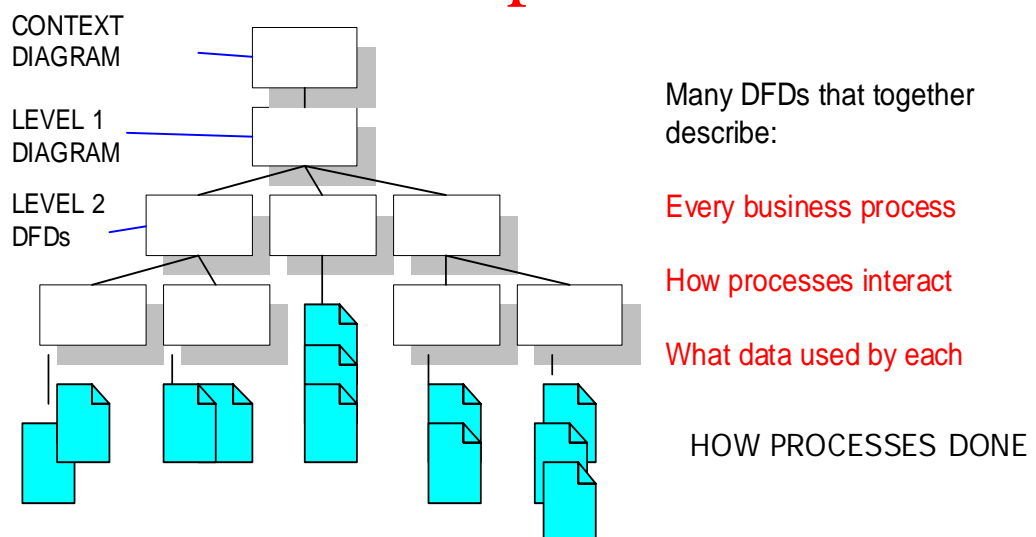 CONTEXT
DIAGRAM
LEVEL 1
DIAGRAM
LEVEL 2
DFDs
Many DFDs that together
describe:
Every business process
How processes interact
What data used by each
HOW PROCESSES DONE